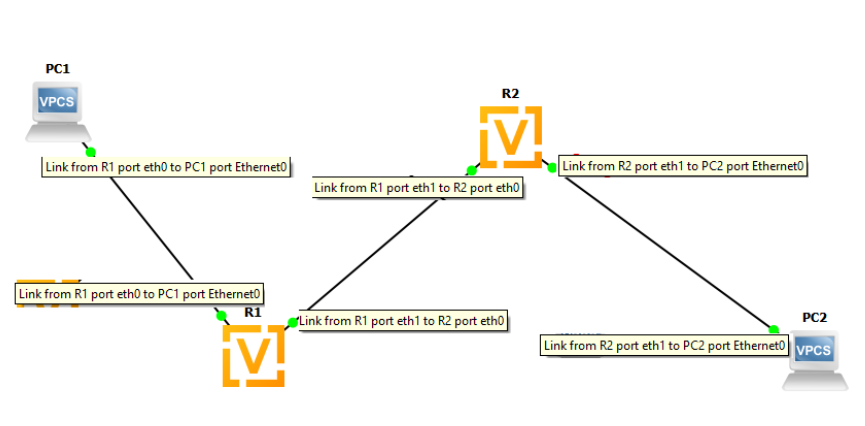 PC1
VPCS
R2
V
Link from R1 port eth0 to PC1 port Ethernet0
Link from R2 port eth1 to PC2 port Ethernet0
Link from R1 port eth1 to R2 port eth0
Link from R1 port eth0 to PC1 port Ethernet0
R1
V
Link from R1 port eth1 to R2 port eth0
PC2
Link from R2 port eth1 to PC2 port Ethernet0
VPCS